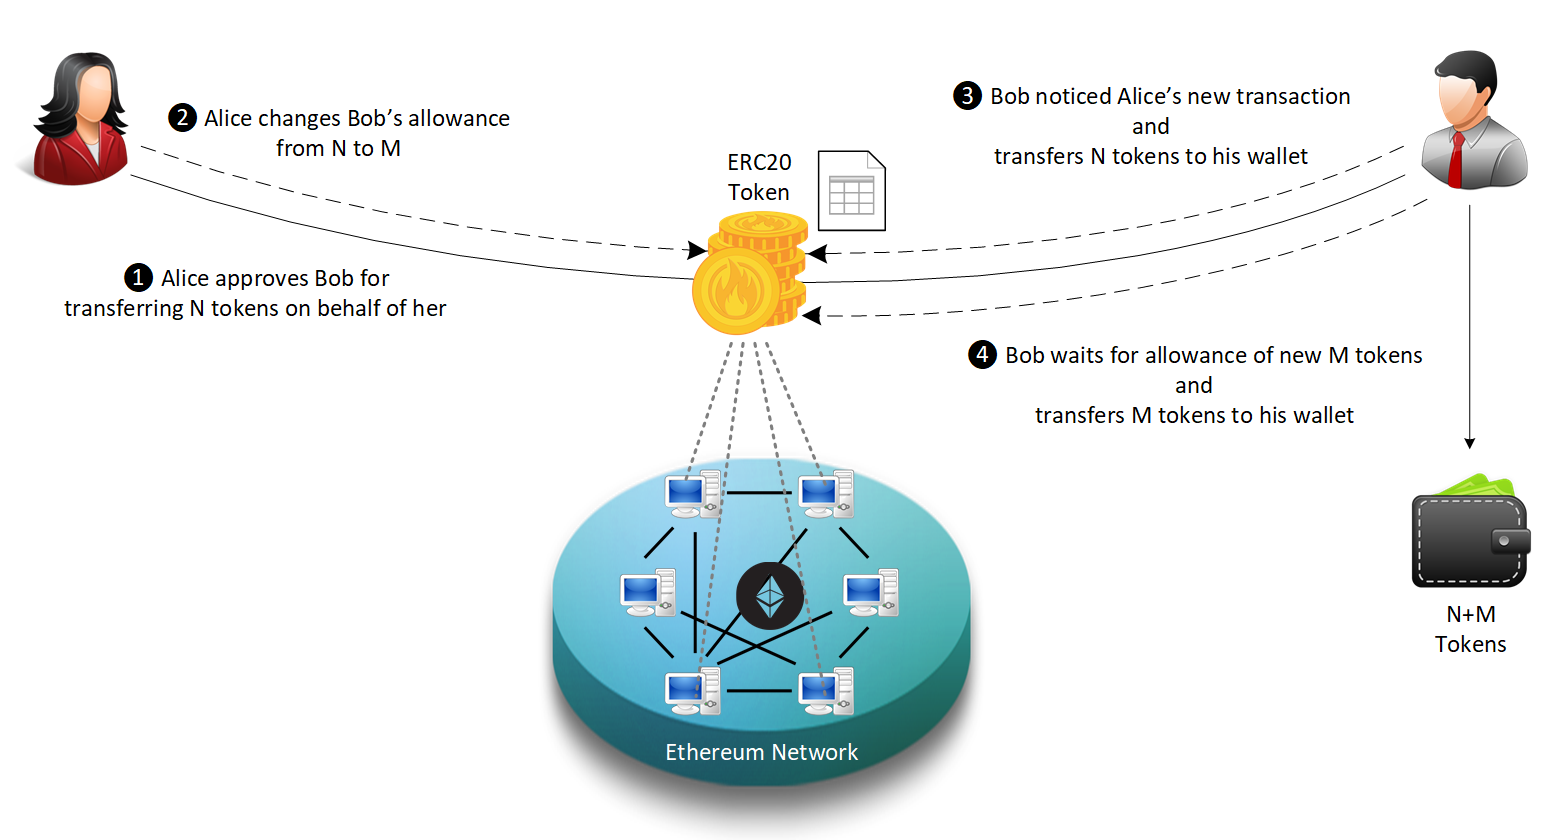 2 Alice changes Bob's allowance
from N to M
3 Bob noticed Alice's new transaction
and
transfers N tokens to his wallet
ERC20
Token
1 Alice approves Bob for
transferring N tokens on behalf of her
4 Bob waits for allowance of new M tokens
and
transfers M tokens to his wallet
N+M
Tokens
Ethereum Network